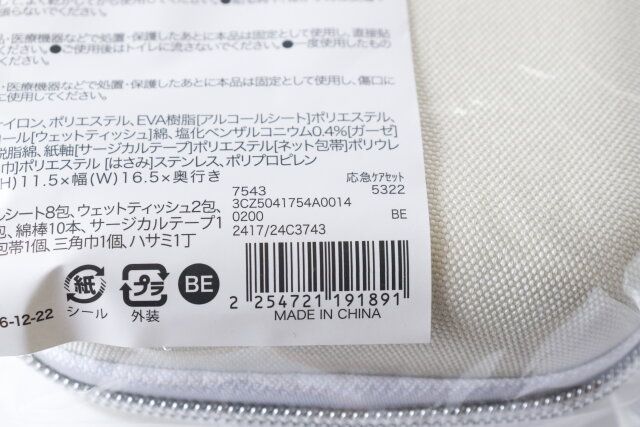 張らないでください。
医療機器などで処置・保護したあとに本品は固定として使用し、直接貼
ください。●ご使用後はトイレに流さないでください。●一度使用したもの
ください。
・医療機器などで処置・保護したあとに本品は固定として使用し、傷口に
ください。
イロン、ポリエステル、EVA樹脂[アルコールシート]ポリエステル、
ール[ウェットティッシュ]綿、塩化ベンザルコニウム0.4%[ガーゼ]
脱脂綿、紙軸[サージカルテープ]ポリエステル[ネット包帯]ポリウレ
巾]ポリエステル [はさみ]ステンレス、ポリプロピレン
H)11.5×幅(W)16.5×奥行き
ルシート8包、ウェットティッシュ2包、
包、綿棒10本、サージカルテープ1
包帯1個、三角巾1個、ハサミ1丁
応急ケアセット
7543 5322
3CZ5041754A0014
0200 BE
2417/24C3743
紙 プラ BE
シール 外装
6-12-22
2 254721 191891
MADE IN CHINA